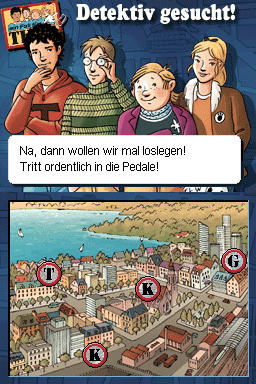 Detektiv gesucht!
Na, dann wollen wir mal loslegen!
Tritt ordentlich in die Pedale!
T
K
G
K